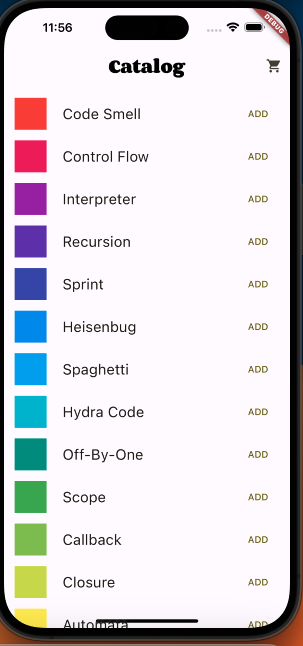 11:56
DEBUG
Catalog
Code Smell ADD
Control Flow ADD
Interpreter ADD
Recursion ADD
Sprint ADD
Heisenbug ADD
Spaghetti ADD
Hydra Code ADD
Off-By-One ADD
Scope ADD
Callback ADD
Closure ADD
Automata ADD